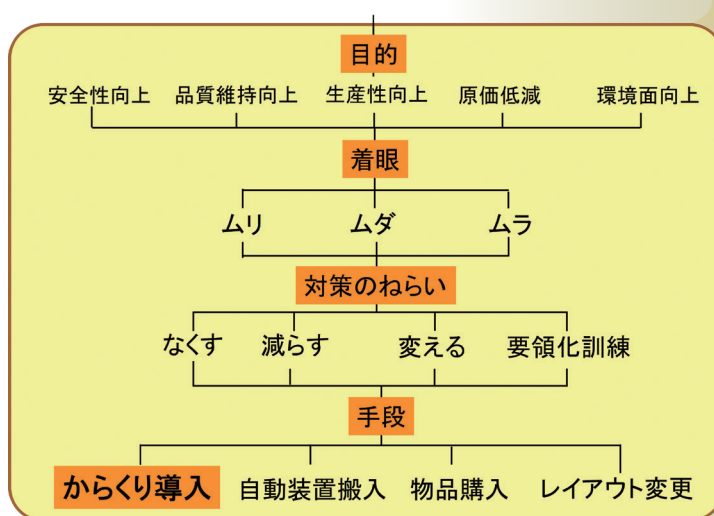 目的
安全性向上 品質維持向上 生産性向上 原価低減 環境面向上
着眼
ムリ ムダ ムラ
対策のねらい
なくす 減らす 変える 要領化訓練
手段
からくり導入 自動装置搬入 物品購入 レイアウト変更